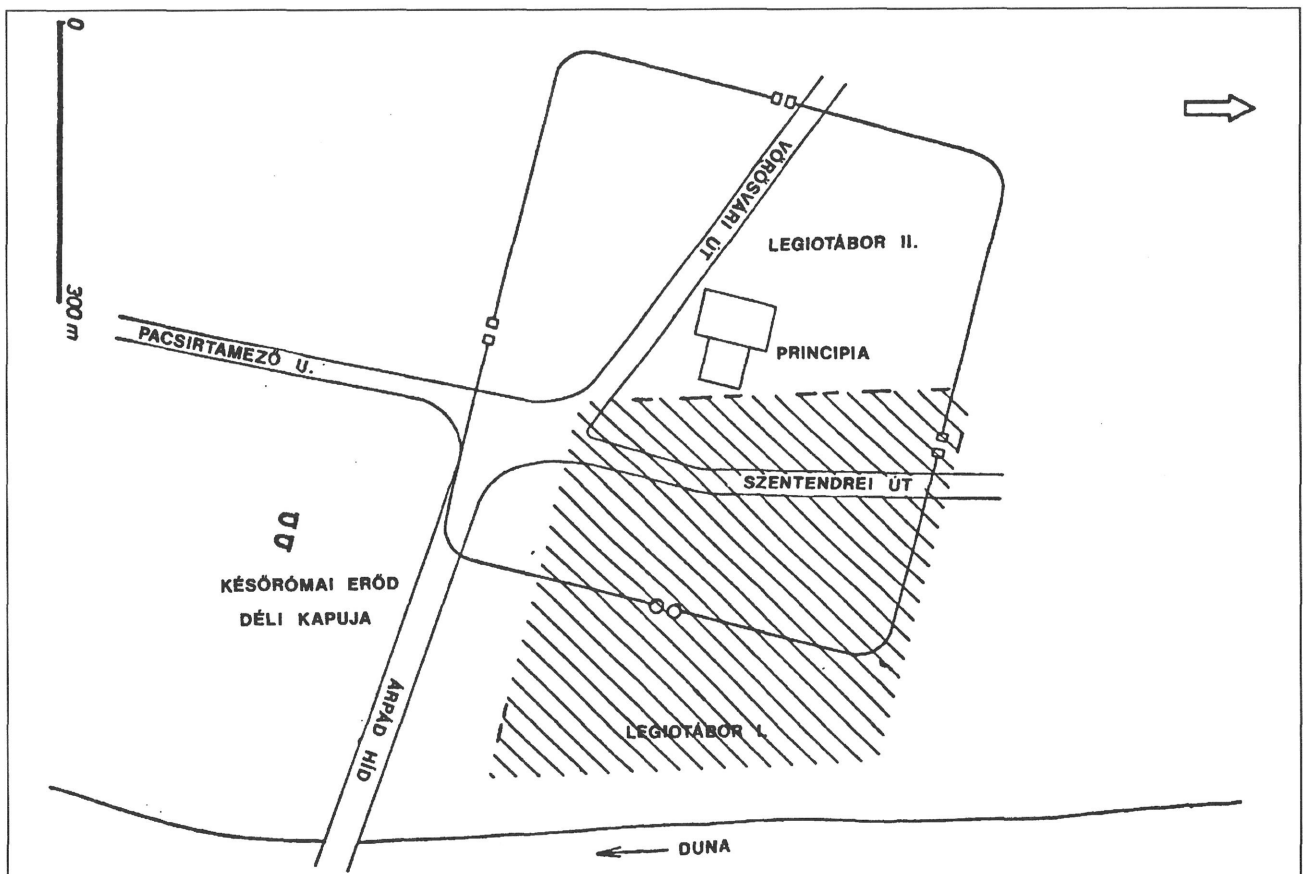 0
300 m
VÖRÖSVÁRI ÚT
LEGIOTÁBOR II.
PACSIRTAMEZŐ U.
PRINCIPIA
SZENTENDREI ÚT
KÉSŐRÓMAI ERŐD
DÉLI KAPUJA
ÁRPÁD HÍD
LEGIOTÁBOR I.
DUNA